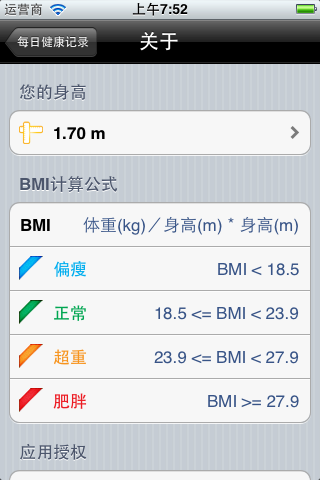 运营商 上午7:52
每日健康记录 关于
您的身高
1.70 m
BMI计算公式
BMI 体重(kg)／身高(m) * 身高(m)
偏瘦 BMI < 18.5
正常 18.5 <= BMI < 23.9
超重 23.9 <= BMI < 27.9
肥胖 BMI >= 27.9
应用授权